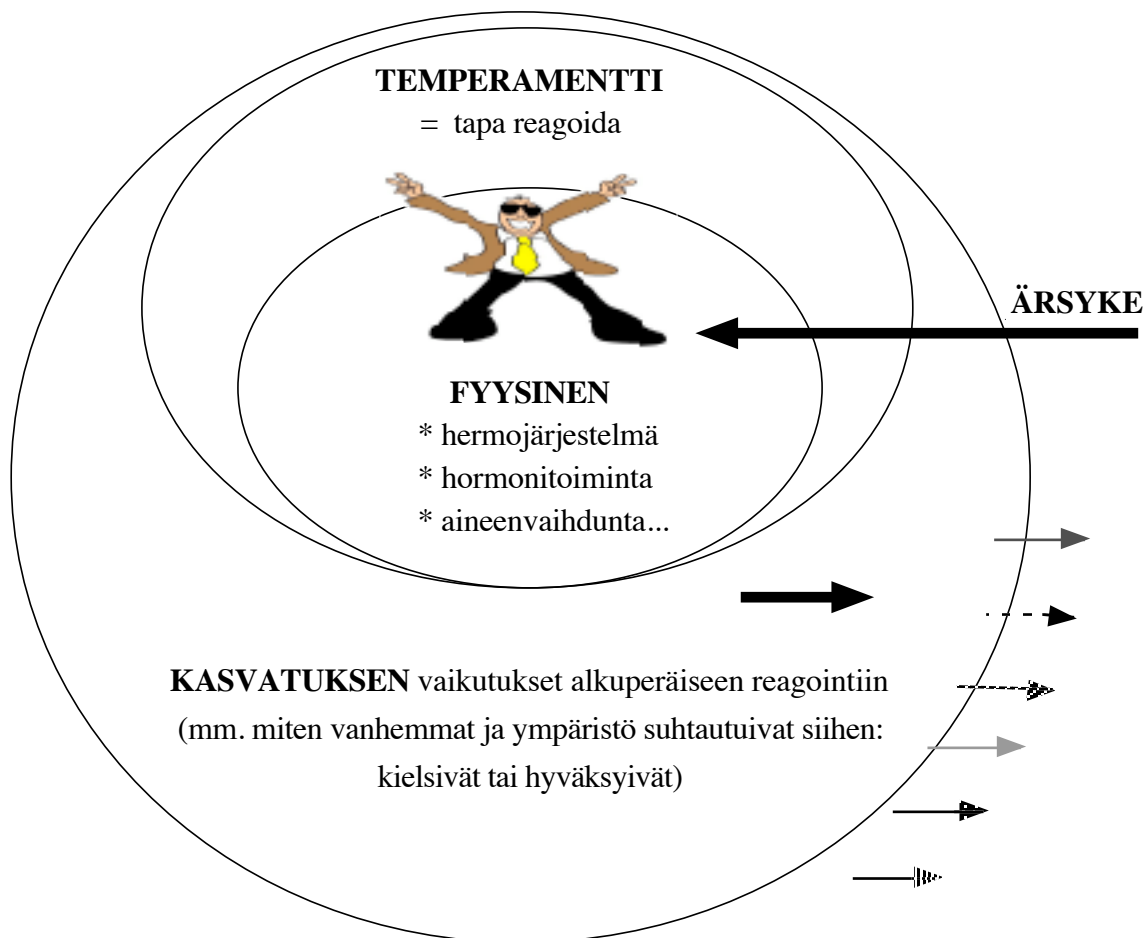 TEMPERAMENTTI
= tapa reagoida
ÄRSYKE
FYYSINEN
* hermojärjestelmä
* hormonitoiminta
* aineenvaihdunta...
KASVATUKSEN vaikutukset alkuperäiseen reagointiin
(mm. miten vanhemmat ja ympäristö suhtautuivat siihen:
kielsivät tai hyväksyivät)